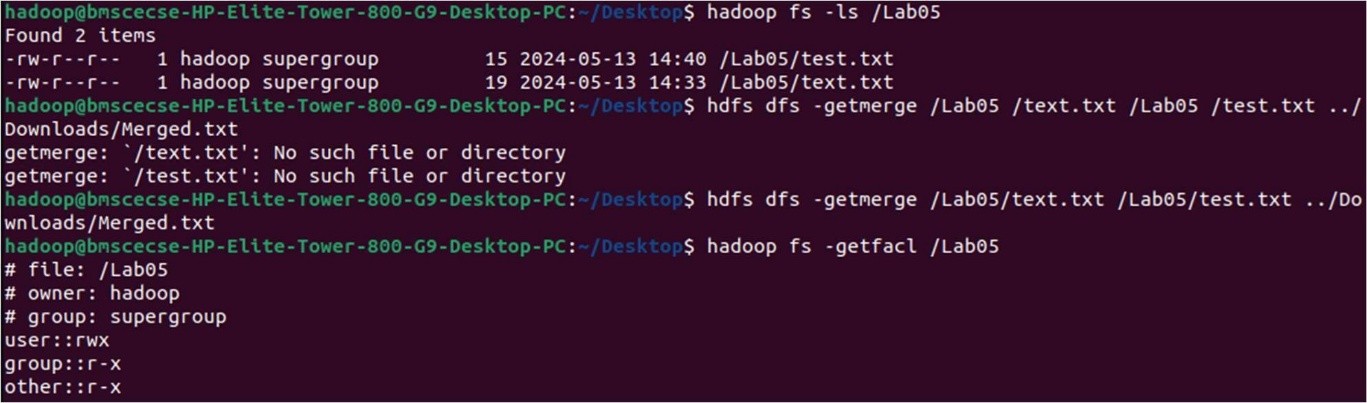 hadoop@bmscecse-HP-Elite-Tower-800-G9-Desktop-PC:~/Desktop$ hadoop fs -ls /Lab05
Found 2 items
-rw-r--r--   1 hadoop supergroup         15 2024-05-13 14:40 /Lab05/test.txt
-rw-r--r--   1 hadoop supergroup         19 2024-05-13 14:33 /Lab05/text.txt
hadoop@bmscecse-HP-Elite-Tower-800-G9-Desktop-PC:~/Desktop$ hdfs dfs -getmerge /Lab05 /text.txt /Lab05 /test.txt ../
Downloads/Merged.txt
getmerge: `/text.txt': No such file or directory
getmerge: `/test.txt': No such file or directory
hadoop@bmscecse-HP-Elite-Tower-800-G9-Desktop-PC:~/Desktop$ hdfs dfs -getmerge /Lab05/text.txt /Lab05/test.txt ../Do
wnloads/Merged.txt
hadoop@bmscecse-HP-Elite-Tower-800-G9-Desktop-PC:~/Desktop$ hadoop fs -getfacl /Lab05
# file: /Lab05
# owner: hadoop
# group: supergroup
user::rwx
group::r-x
other::r-x